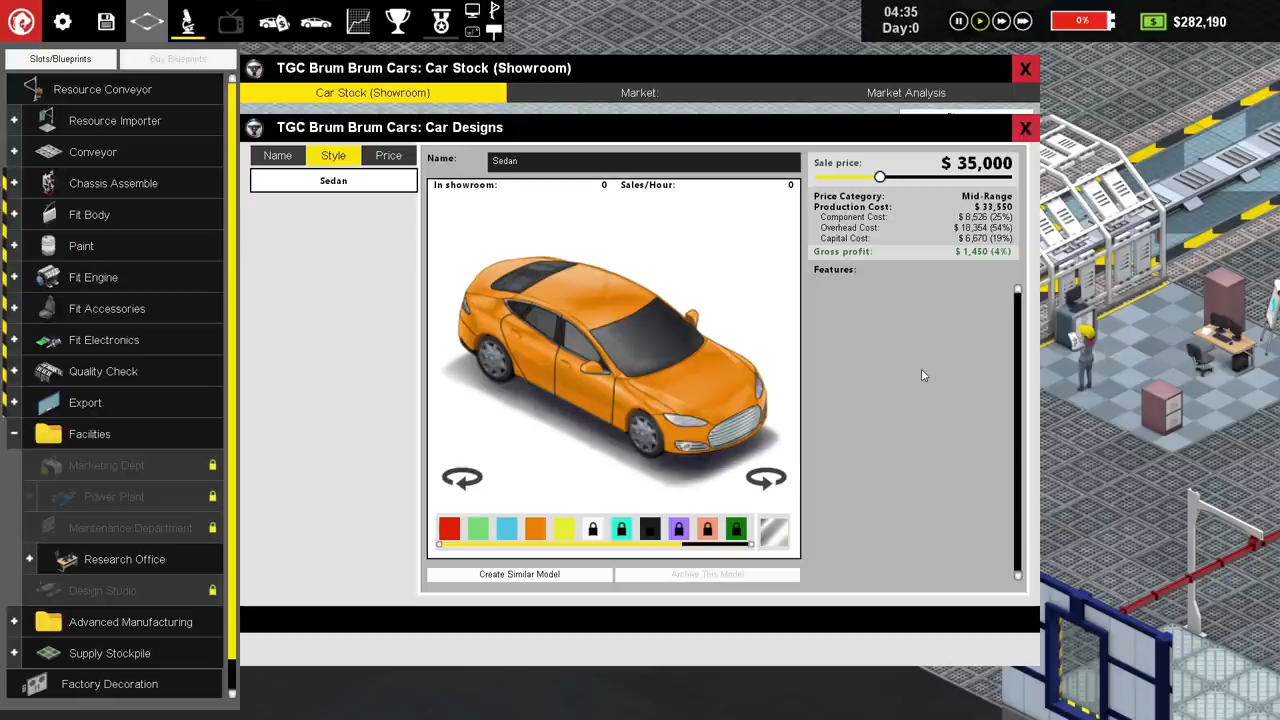 04:35
Day:0
0%
$282,190
Slots/Blueprints
Buy Blueprints
Resource Conveyor
Resource Importer
Conveyor
Chassis Assemble
Fit Body
Paint
Fit Engine
Fit Accessories
Fit Electronics
Quality Check
Export
Facilities
Marketing Dept
Power Plant
Maintenance Department
Research Office
Design Studio
Advanced Manufacturing
Supply Stockpile
Factory Decoration
TGC Brum Brum Cars: Car Stock (Showroom)
X
Car Stock (Showroom)
Market:
Market Analysis
TGC Brum Brum Cars: Car Designs
X
Name
Style
Price
Sedan
Name:
Sedan
In showroom: 0
Sales/Hour: 0
Create Similar Model
Archive This Model
Sale price: $ 35,000
Price Category: Mid-Range
Production Cost: $ 33,550
Component Cost: $ 8,526 (25%)
Overhead Cost: $ 18,354 (54%)
Capital Cost: $ 6,670 (19%)
Gross profit: $ 1,450 (4%)
Features: